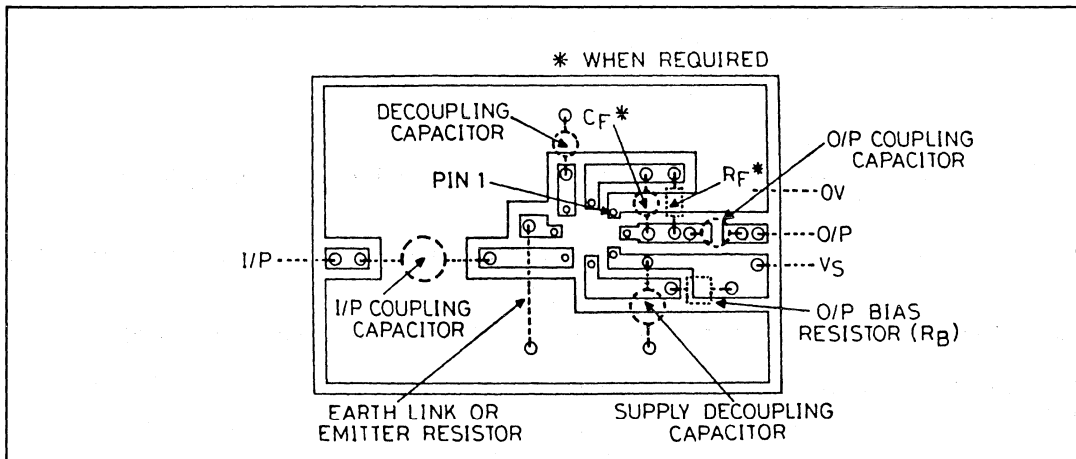 * WHEN REQUIRED
DECOUPLING
CAPACITOR
CF*
O/P COUPLING
CAPACITOR
PIN 1
RF*
OV
I/P
O/P
VS
I/P COUPLING
CAPACITOR
O/P BIAS
RESISTOR (RB)
EARTH LINK OR
EMITTER RESISTOR
SUPPLY DECOUPLING
CAPACITOR